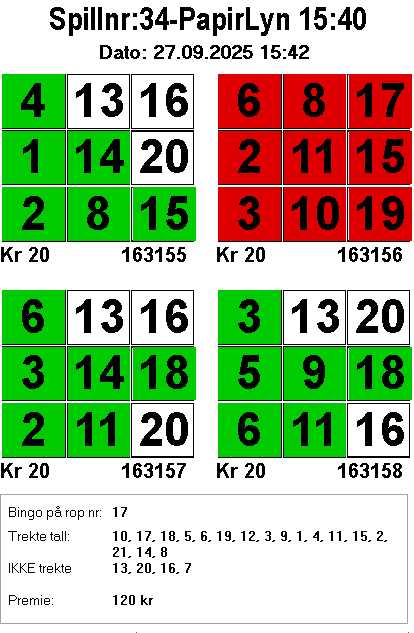 Spillnr:34-PapirLyn 15:40
Dato: 27.09.2025 15:42
4 13 16 6 8 17
1 14 20 2 11 15
2 8 15 3 10 19
Kr 20 163155 Kr 20 163156
6 13 16 3 13 20
3 14 18 5 9 18
2 11 20 6 11 16
Kr 20 163157 Kr 20 163158
Bingo på rop nr: 17
Trekte tall: 10, 17, 18, 5, 6, 19, 12, 3, 9, 1, 4, 11, 15, 2,
21, 14, 8
IKKE trekte 13, 20, 16, 7
Premie: 120 kr